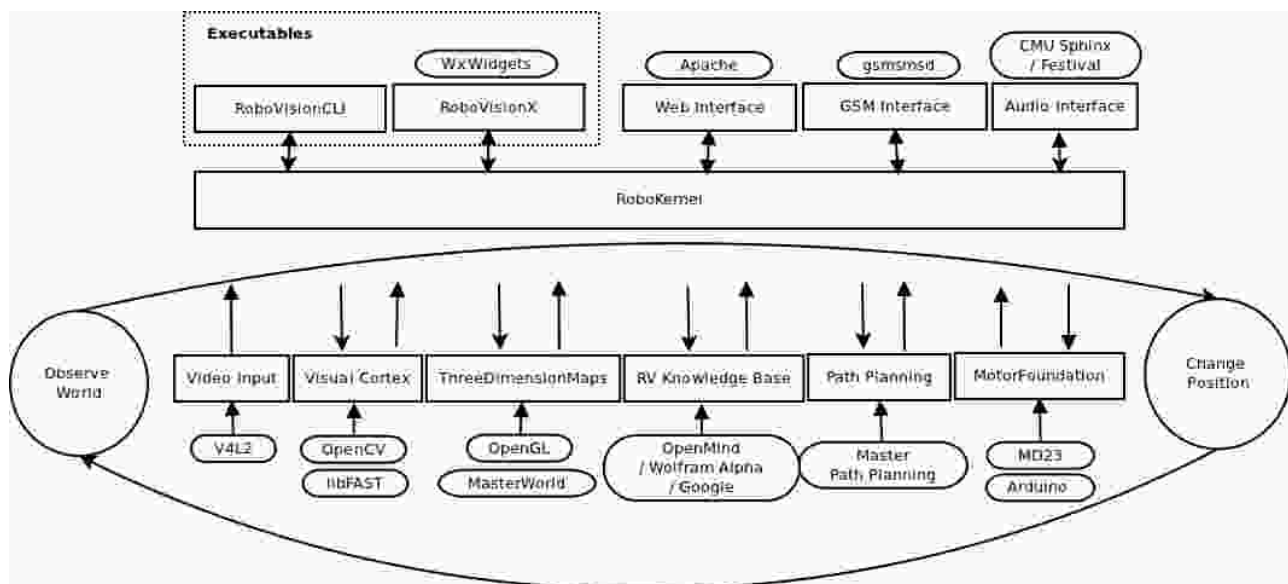 Executables
WxWidgets
Apache
gsmsmsd
CMU Sphinx
/ Festival
RoboVisionCLI
RoboVisionX
Web Interface
GSM Interface
Audio Interface
RoboKernel
Observe
World
Change
Position
Video Input
Visual Cortex
ThreeDimensionMaps
RV Knowledge Base
Path Planning
MotorFoundation
V4L2
OpenCV
libFAST
OpenGL
MasterWorld
OpenMind
/ Wolfram Alpha
/ Google
Master
Path Planning
MD23
Arduino